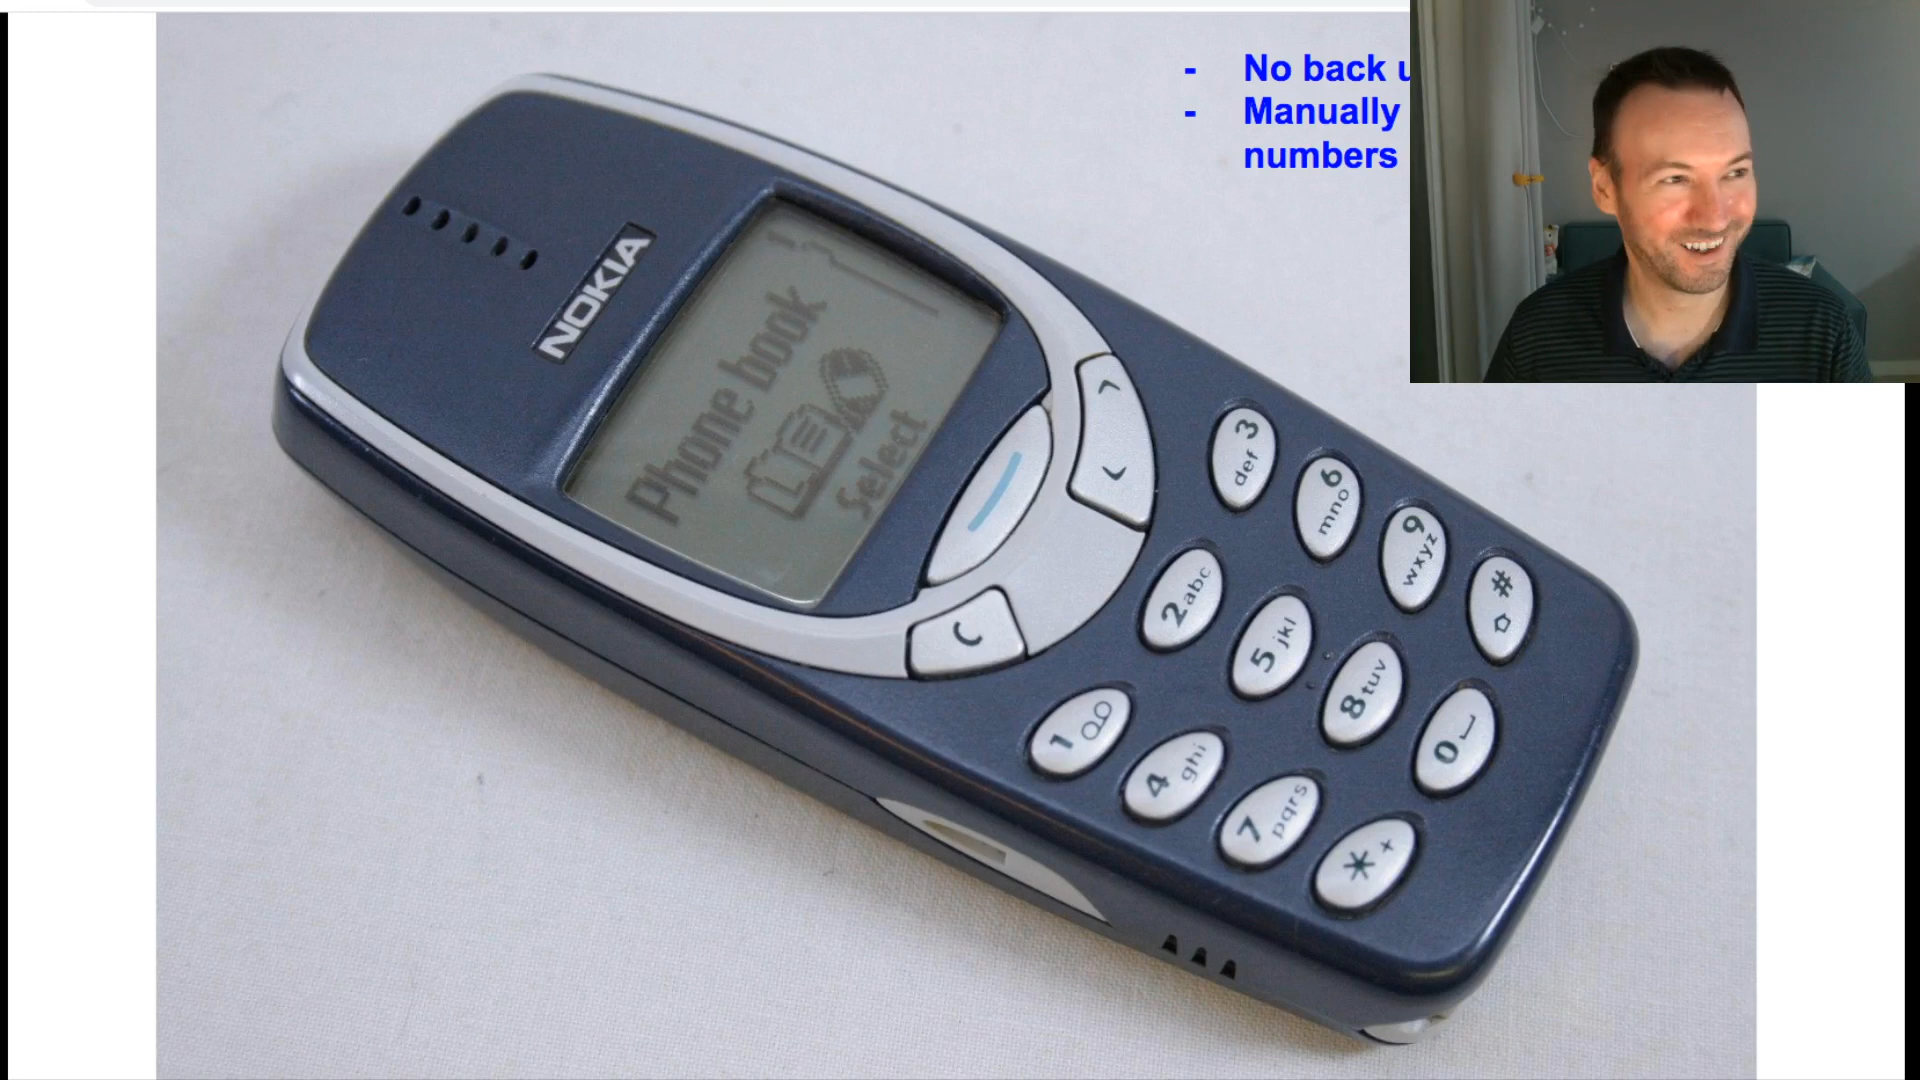 - No back
- Manually
numbers
NOKIA
Phone book
Select
1
2 abc
3 def
4 ghi
5 jkl
6 mno
7 pqrs
8 tuv
9 wxyz
* +
0
#
C